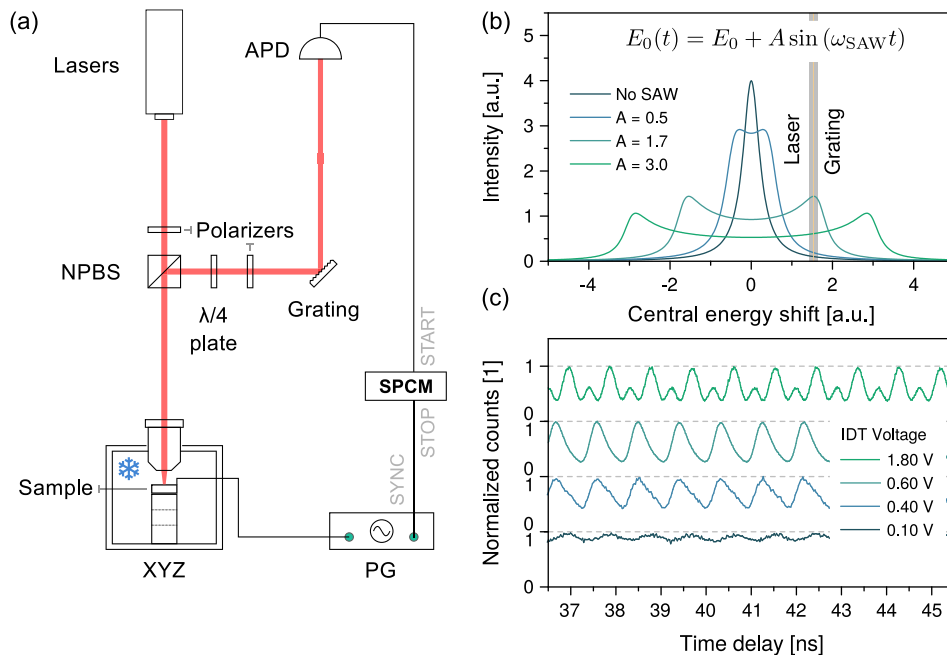 (a)
Lasers
APD
Polarizers
NPBS
λ/4
plate
Grating
START
SPCM
STOP
SYNC
Sample
XYZ
PG
(b)
E₀(t) = E₀ + A sin (ω_SAW t)
5
4
3
2
1
0
Intensity [a.u.]
No SAW
A = 0.5
A = 1.7
A = 3.0
Laser
Grating
-4
-2
0
2
4
Central energy shift [a.u.]
(c)
Normalized counts [1]
1
0
1
0
1
0
1
0
IDT Voltage
1.80 V
0.60 V
0.40 V
0.10 V
37
38
39
40
41
42
43
44
45
Time delay [ns]